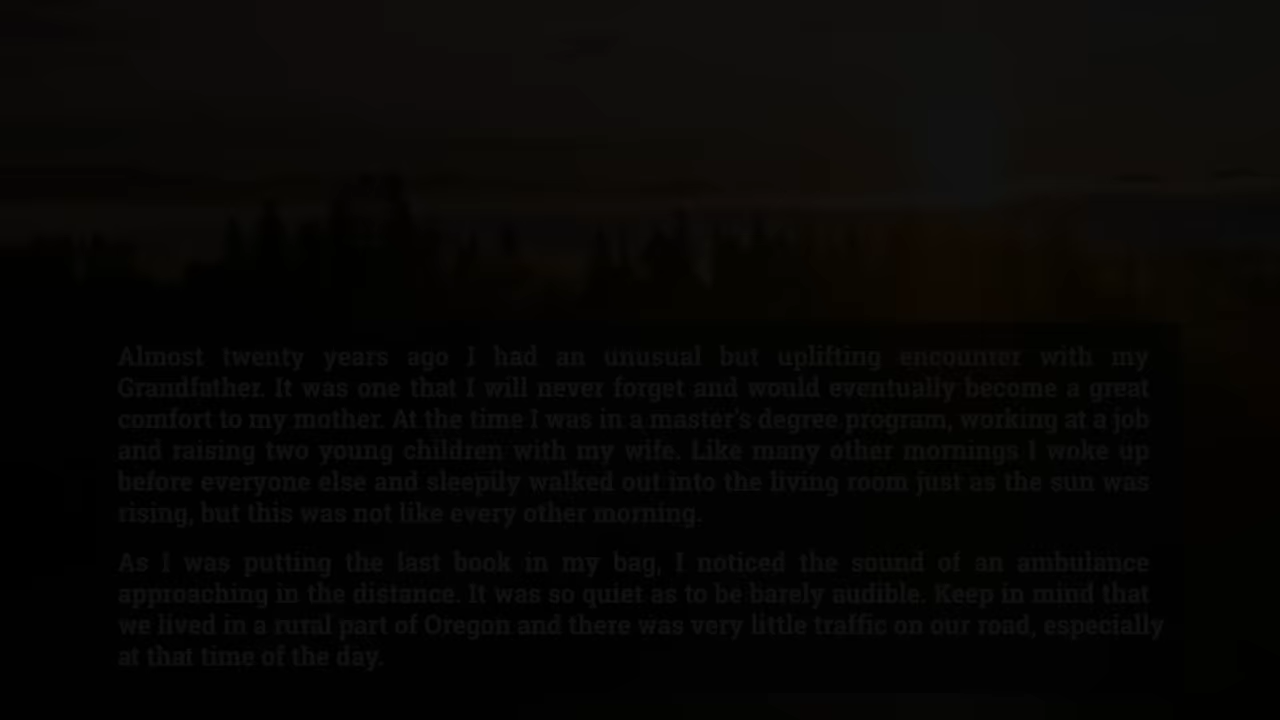 Almost twenty years ago I had an unusual but uplifting encounter with my
Grandfather. It was one that I will never forget and would eventually become a great
comfort to my mother. At the time I was in a master's degree program, working at a job
and raising two young children with my wife. Like many other mornings I woke up
before everyone else and sleepily walked out into the living room just as the sun was
rising, but this was not like every other morning.
As I was putting the last book in my bag, I noticed the sound of an ambulance
approaching in the distance. It was so quiet as to be barely audible. Keep in mind that
we lived in a rural part of Oregon and there was very little traffic on our road, especially
at that time of the day.